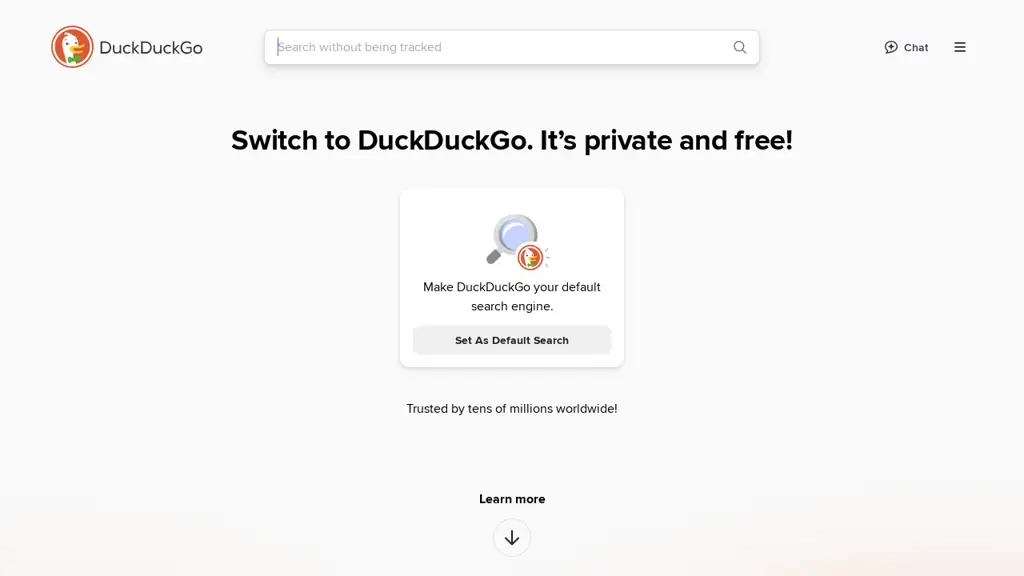 DuckDuckGo
Search without being tracked
Chat
Switch to DuckDuckGo. It’s private and free!
Make DuckDuckGo your default
search engine.
Set As Default Search
Trusted by tens of millions worldwide!
Learn more